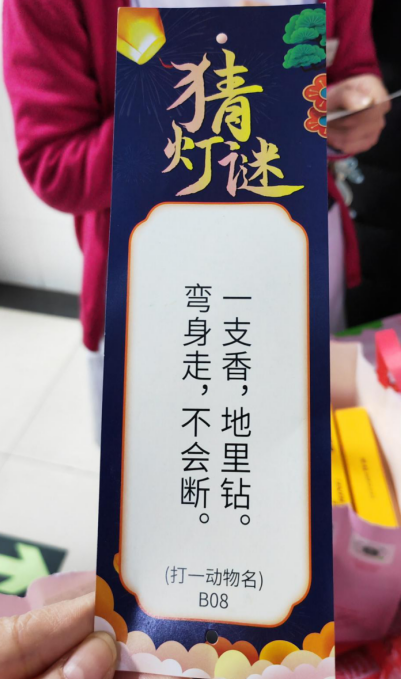 猜
灯谜
一支香，地里钻。
弯身走，不会断。
(打一动物名)
B08